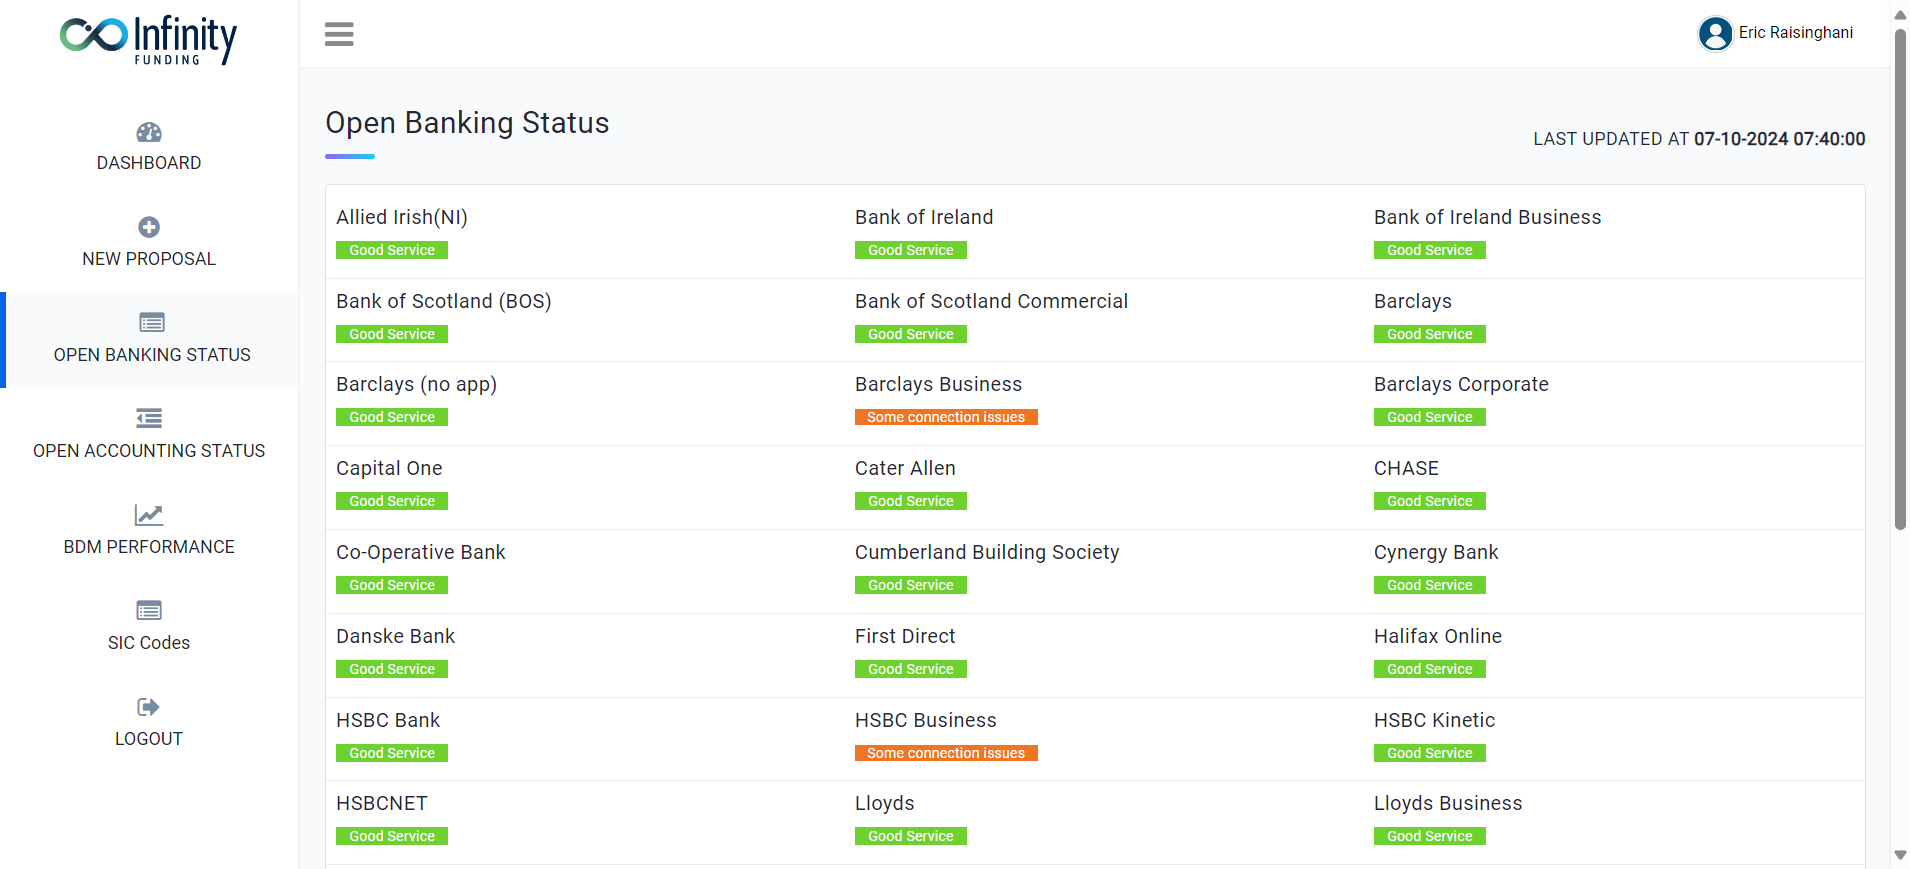 Infinity
FUNDING
DASHBOARD
NEW PROPOSAL
OPEN BANKING STATUS
OPEN ACCOUNTING STATUS
BDM PERFORMANCE
SIC Codes
LOGOUT
Eric Raisinghani
Open Banking Status
LAST UPDATED AT 07-10-2024 07:40:00
Allied Irish(NI)
Good Service
Bank of Ireland
Good Service
Bank of Ireland Business
Good Service
Bank of Scotland (BOS)
Good Service
Bank of Scotland Commercial
Good Service
Barclays
Good Service
Barclays (no app)
Good Service
Barclays Business
Some connection issues
Barclays Corporate
Good Service
Capital One
Good Service
Cater Allen
Good Service
CHASE
Good Service
Co-Operative Bank
Good Service
Cumberland Building Society
Good Service
Cynergy Bank
Good Service
Danske Bank
Good Service
First Direct
Good Service
Halifax Online
Good Service
HSBC Bank
Good Service
HSBC Business
Some connection issues
HSBC Kinetic
Good Service
HSBCNET
Good Service
Lloyds
Good Service
Lloyds Business
Good Service